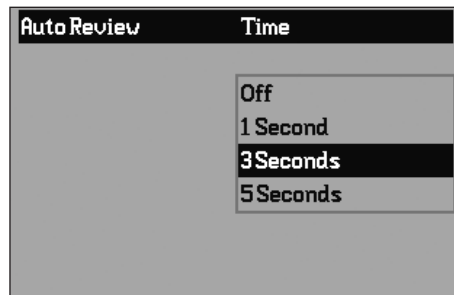 Auto Review Time
Off
1 Second
3 Seconds
5 Seconds